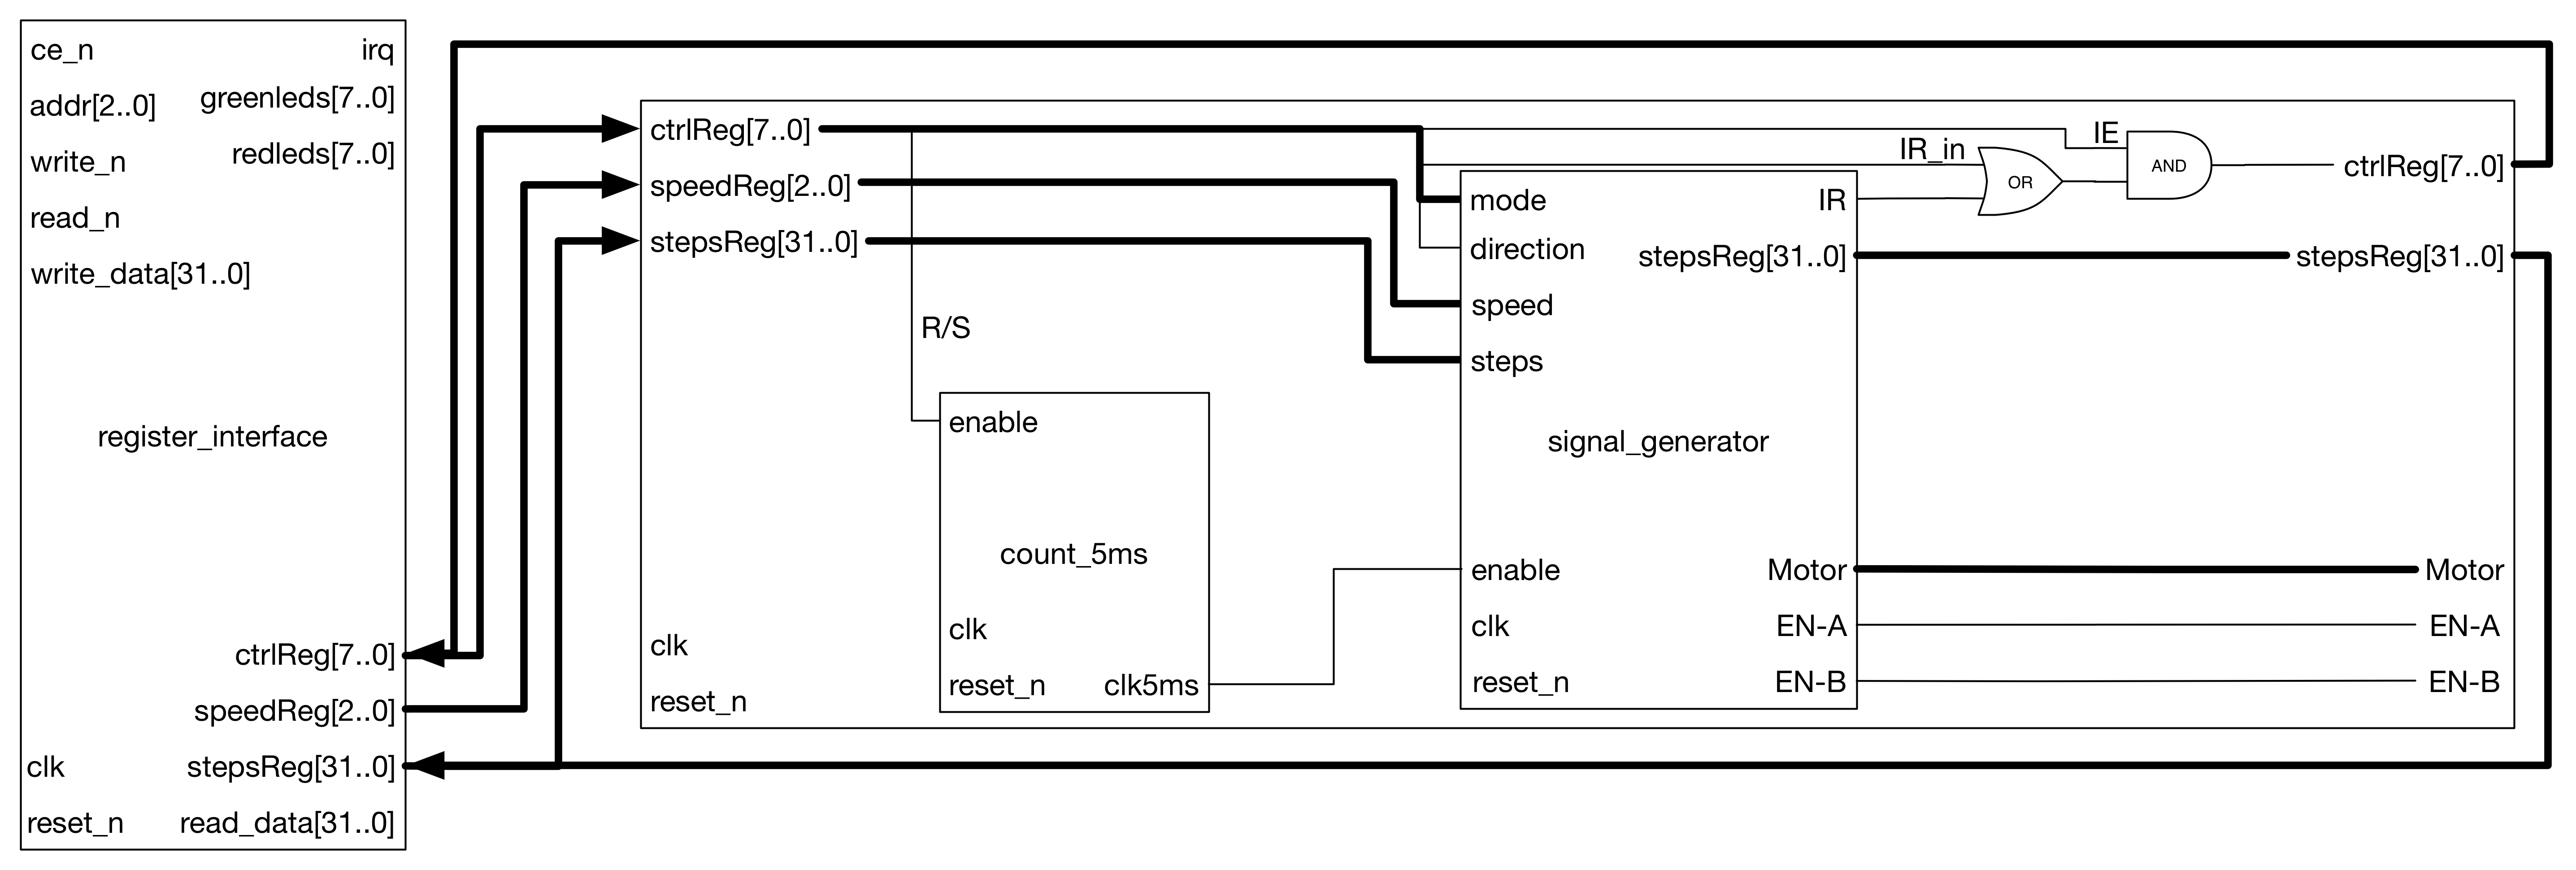 ce_n
irq
addr[2..0]
greenleds[7..0]
write_n
redleds[7..0]
read_n
write_data[31..0]
register_interface
ctrlReg[7..0]
speedReg[2..0]
clk
stepsReg[31..0]
reset_n
read_data[31..0]
ctrlReg[7..0]
speedReg[2..0]
stepsReg[31..0]
R/S
clk
reset_n
enable
count_5ms
clk
reset_n
clk5ms
mode
IR
direction
stepsReg[31..0]
speed
steps
signal_generator
enable
Motor
clk
EN-A
reset_n
EN-B
IR_in
OR
IE
AND
ctrlReg[7..0]
stepsReg[31..0]
Motor
EN-A
EN-B